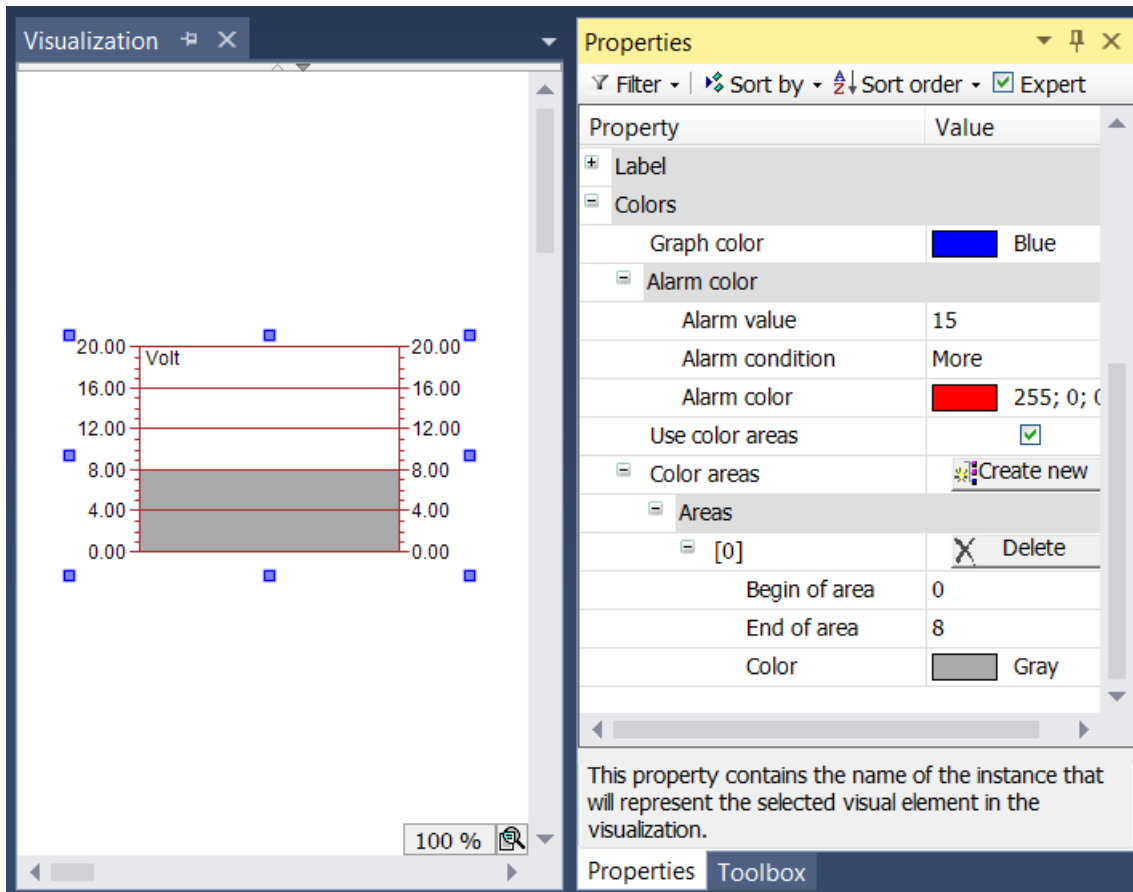 Visualization
20.00 Volt 20.00
16.00 16.00
12.00 12.00
8.00 8.00
4.00 4.00
0.00 0.00
100 %
Properties
Filter Sort by Sort order Expert
Property Value
Label
Colors
Graph color Blue
Alarm color
Alarm value 15
Alarm condition More
Alarm color 255; 0; 0
Use color areas
Color areas Create new
Areas
[0] Delete
Begin of area 0
End of area 8
Color Gray
This property contains the name of the instance that
will represent the selected visual element in the
visualization.
Properties Toolbox